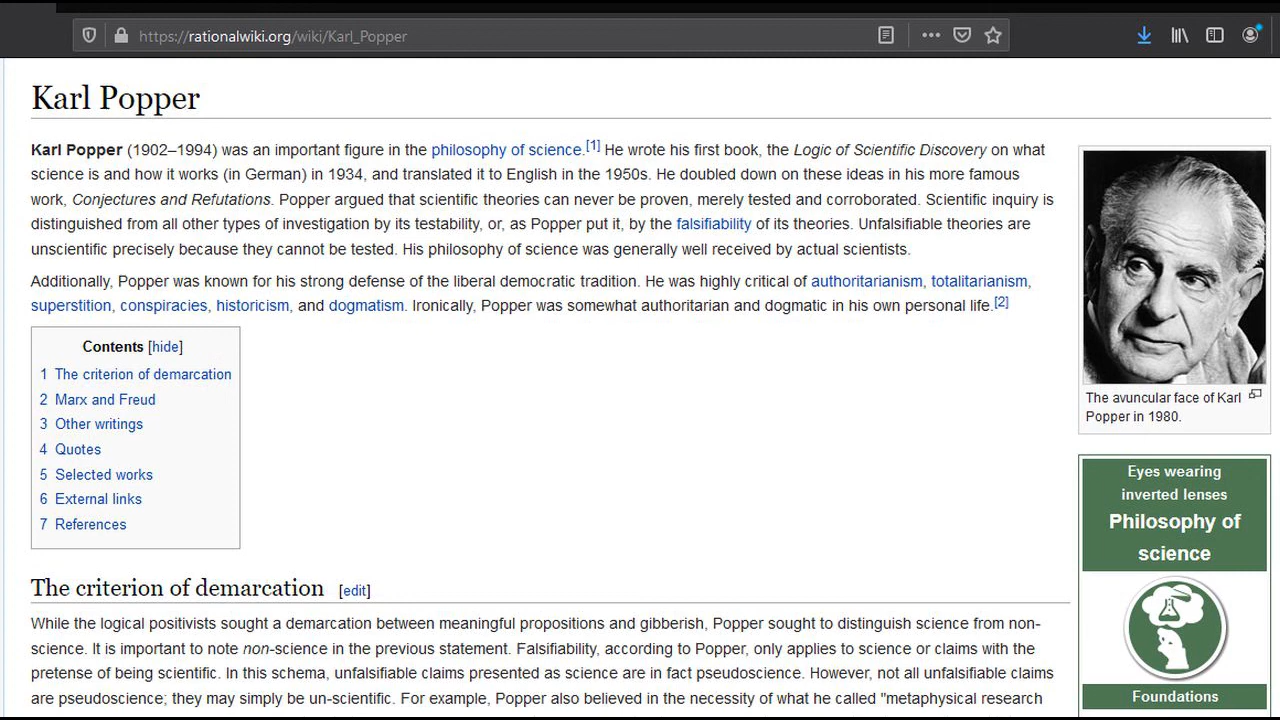 https://rationalwiki.org/wiki/Karl_Popper
Karl Popper
Karl Popper (1902–1994) was an important figure in the philosophy of science.[1] He wrote his first book, the Logic of Scientific Discovery on what
science is and how it works (in German) in 1934, and translated it to English in the 1950s. He doubled down on these ideas in his more famous
work, Conjectures and Refutations. Popper argued that scientific theories can never be proven, merely tested and corroborated. Scientific inquiry is
distinguished from all other types of investigation by its testability, or, as Popper put it, by the falsifiability of its theories. Unfalsifiable theories are
unscientific precisely because they cannot be tested. His philosophy of science was generally well received by actual scientists.
Additionally, Popper was known for his strong defense of the liberal democratic tradition. He was highly critical of authoritarianism, totalitarianism,
superstition, conspiracies, historicism, and dogmatism. Ironically, Popper was somewhat authoritarian and dogmatic in his own personal life.[2]
Contents [hide]
1 The criterion of demarcation
2 Marx and Freud
3 Other writings
4 Quotes
5 Selected works
6 External links
7 References
The criterion of demarcation [edit]
While the logical positivists sought a demarcation between meaningful propositions and gibberish, Popper sought to distinguish science from non-
science. It is important to note non-science in the previous statement. Falsifiability, according to Popper, only applies to science or claims with the
pretense of being scientific. In this schema, unfalsifiable claims presented as science are in fact pseudoscience. However, not all unfalsifiable claims
are pseudoscience; they may simply be un-scientific. For example, Popper also believed in the necessity of what he called "metaphysical research
The avuncular face of Karl
Popper in 1980.
Eyes wearing
inverted lenses
Philosophy of
science
Foundations